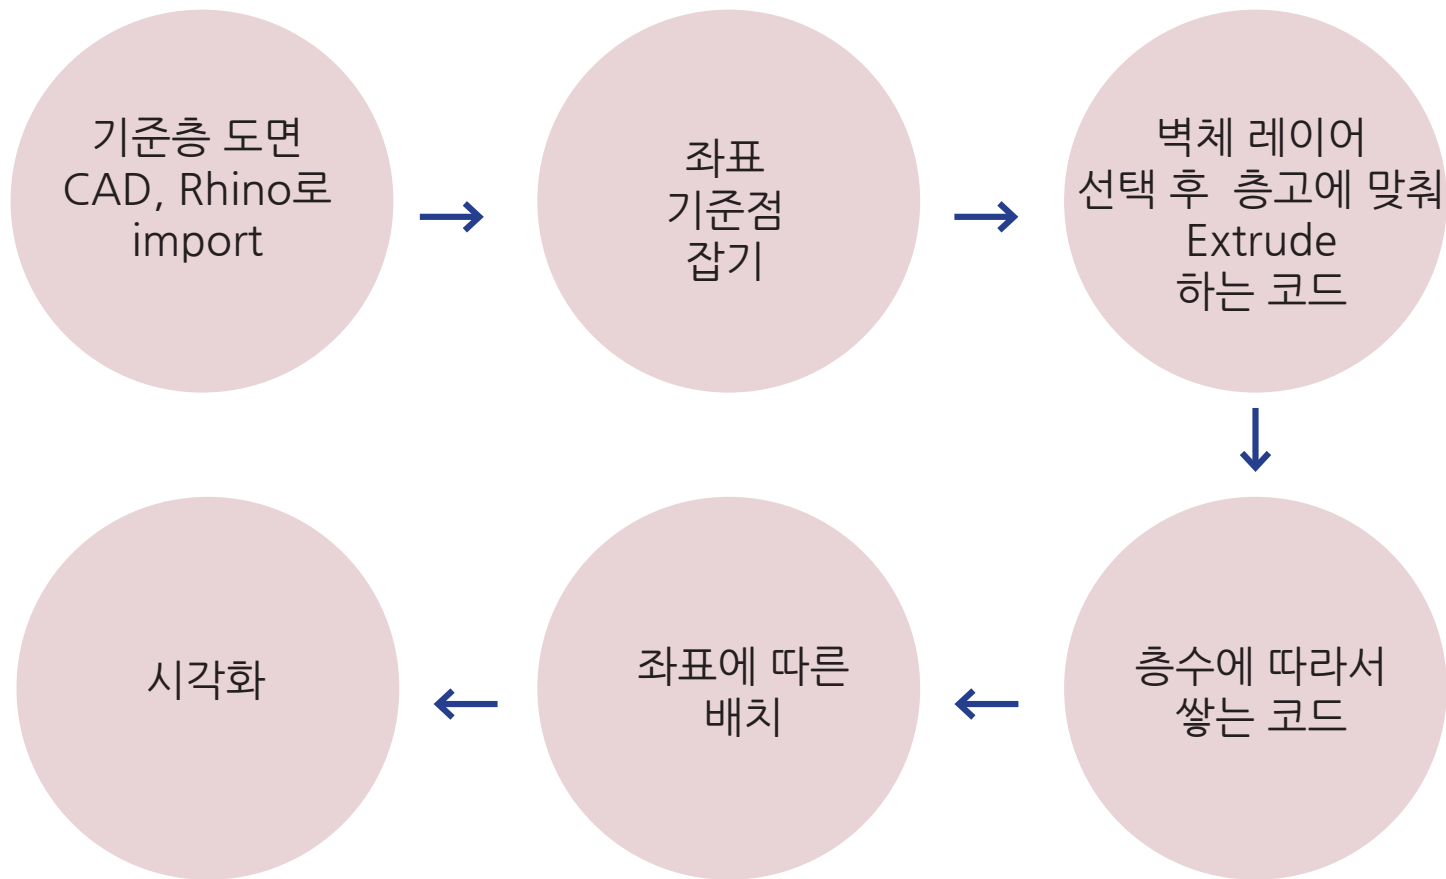 기준층 도면
CAD, Rhino로
import
좌표
기준점
잡기
벽체 레이어
선택 후 층고에 맞춰
Extrude
하는 코드
층수에 따라서
쌓는 코드
좌표에 따른
배치
시각화